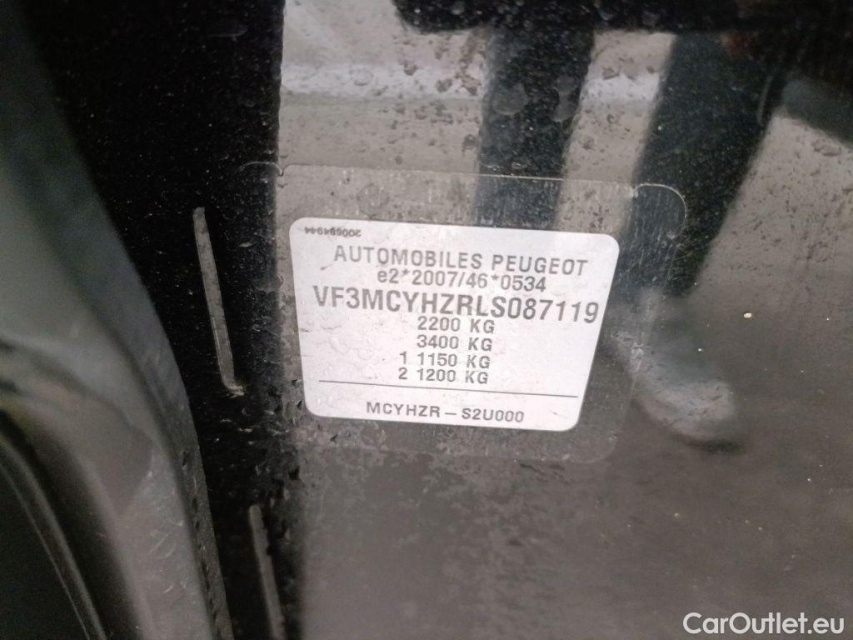 200694944
AUTOMOBILES PEUGEOT
e2*2007/46*0534
VF3MCYHZRLS087119
2200 KG
3400 KG
1 1150 KG
2 1200 KG
MCYHZR – S2U000
CarOutlet.eu